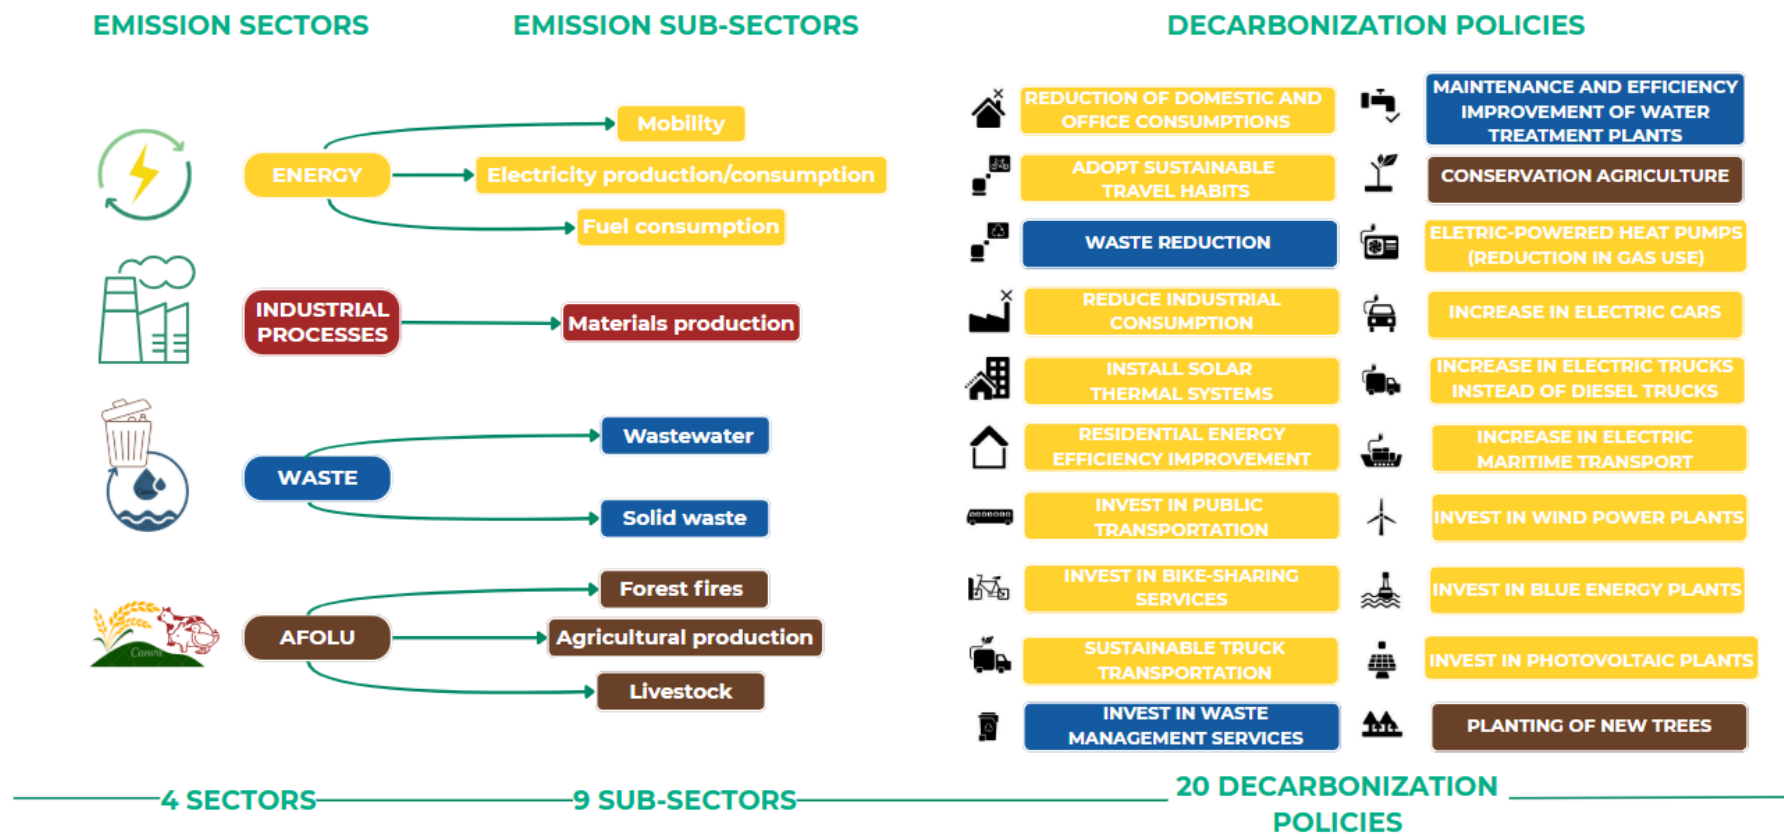 EMISSION SECTORS
EMISSION SUB-SECTORS
DECARBONIZATION POLICIES
ENERGY
Mobility
Electricity production/consumption
Fuel consumption
INDUSTRIAL
PROCESSES
Materials production
WASTE
Wastewater
Solid waste
AFOLU
Forest fires
Agricultural production
Livestock
Canva
REDUCTION OF DOMESTIC AND
OFFICE CONSUMPTIONS
ADOPT SUSTAINABLE
TRAVEL HABITS
WASTE REDUCTION
REDUCE INDUSTRIAL
CONSUMPTION
INSTALL SOLAR
THERMAL SYSTEMS
RESIDENTIAL ENERGY
EFFICIENCY IMPROVEMENT
INVEST IN PUBLIC
TRANSPORTATION
INVEST IN BIKE-SHARING
SERVICES
SUSTAINABLE TRUCK
TRANSPORTATION
INVEST IN WASTE
MANAGEMENT SERVICES
MAINTENANCE AND EFFICIENCY
IMPROVEMENT OF WATER
TREATMENT PLANTS
CONSERVATION AGRICULTURE
ELETRIC-POWERED HEAT PUMPS
(REDUCTION IN GAS USE)
INCREASE IN ELECTRIC CARS
INCREASE IN ELECTRIC TRUCKS
INSTEAD OF DIESEL TRUCKS
INCREASE IN ELECTRIC
MARITIME TRANSPORT
INVEST IN WIND POWER PLANTS
INVEST IN BLUE ENERGY PLANTS
INVEST IN PHOTOVOLTAIC PLANTS
PLANTING OF NEW TREES
4 SECTORS
9 SUB-SECTORS
20 DECARBONIZATION
POLICIES